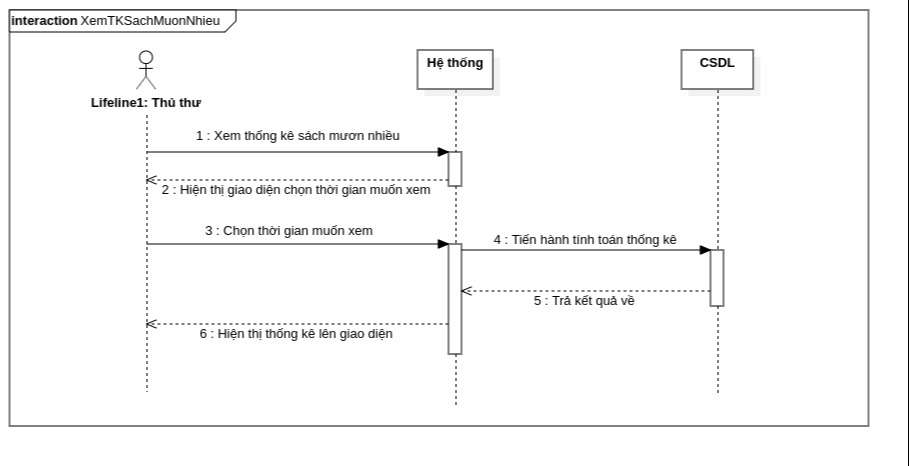 interaction XemTKSachMuonNhieu
Hệ thống
CSDL
Lifeline1: Thủ thư
1 : Xem thống kê sách mươn nhiều
2 : Hiện thị giao diện chọn thời gian muốn xem
3 : Chọn thời gian muốn xem
4 : Tiến hành tính toán thống kê
5 : Trả kết quả về
6 : Hiện thị thống kê lên giao diện